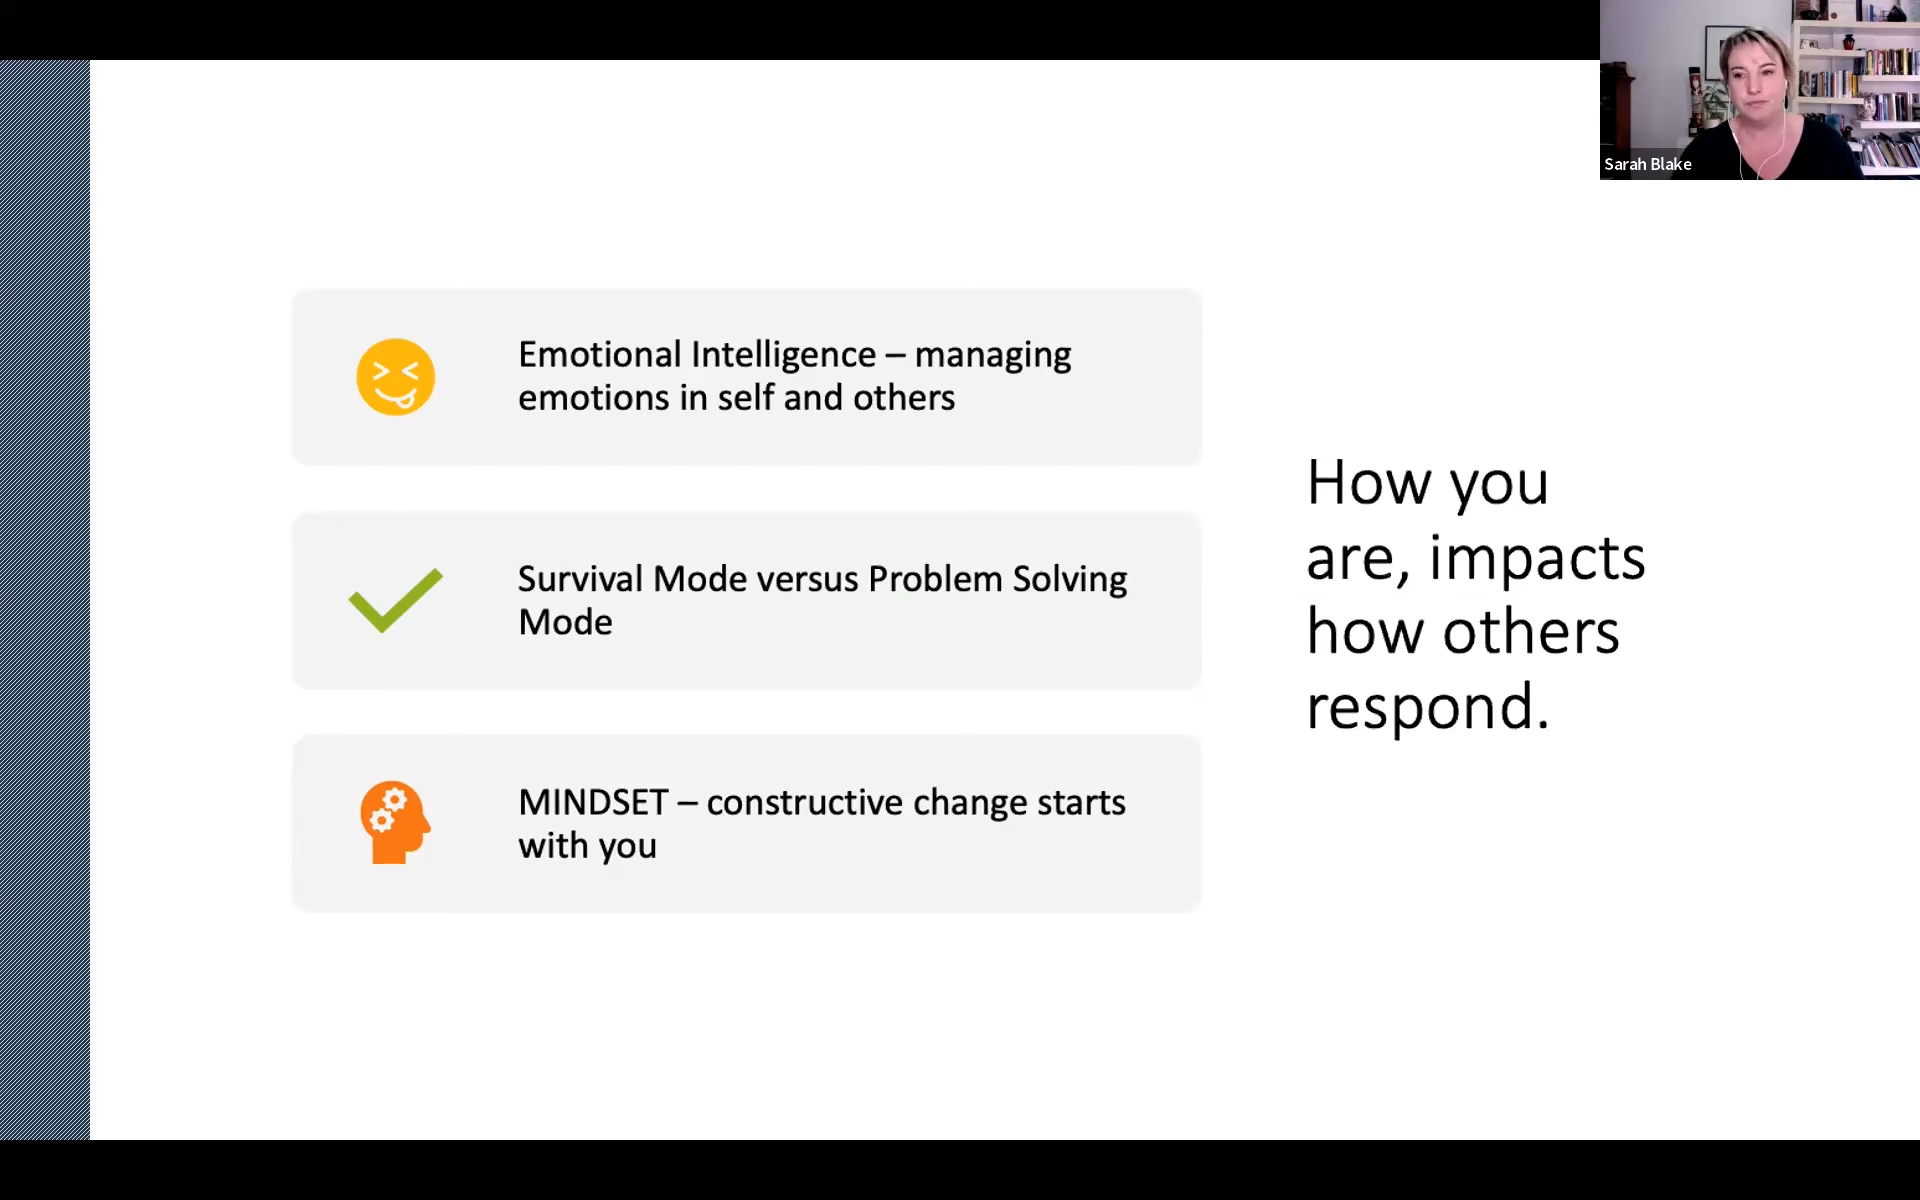 Sarah Blake
Emotional Intelligence – managing
emotions in self and others
Survival Mode versus Problem Solving
Mode
MINDSET – constructive change starts
with you
How you
are, impacts
how others
respond.